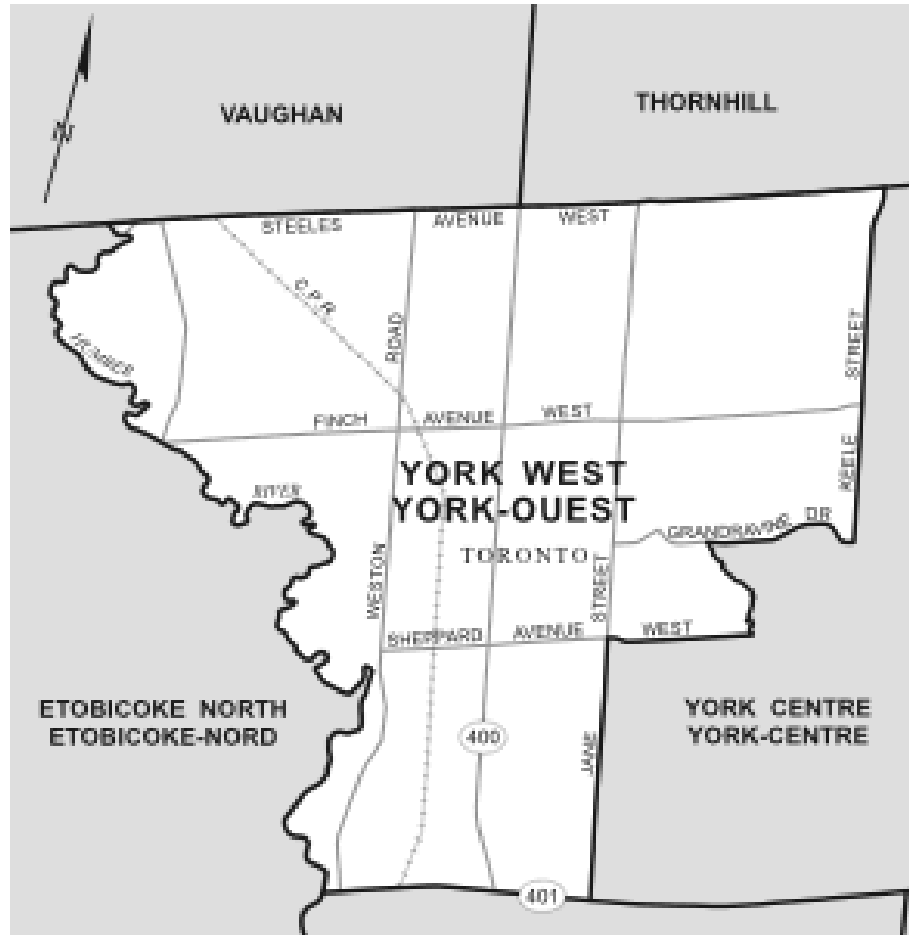 VAUGHAN
THORNHILL
N
STEELES AVENUE WEST
C.P.R.
ROAD
STREET
HUMBER
FINCH AVENUE WEST
KEELE
YORK WEST
YORK-OUEST
RIVER
GRANDRAVINE DR
TORONTO
WESTON
STREET
SHEPPARD AVENUE WEST
ETOBICOKE NORTH
ETOBICOKE-NORD
YORK CENTRE
YORK-CENTRE
400
JANE
401